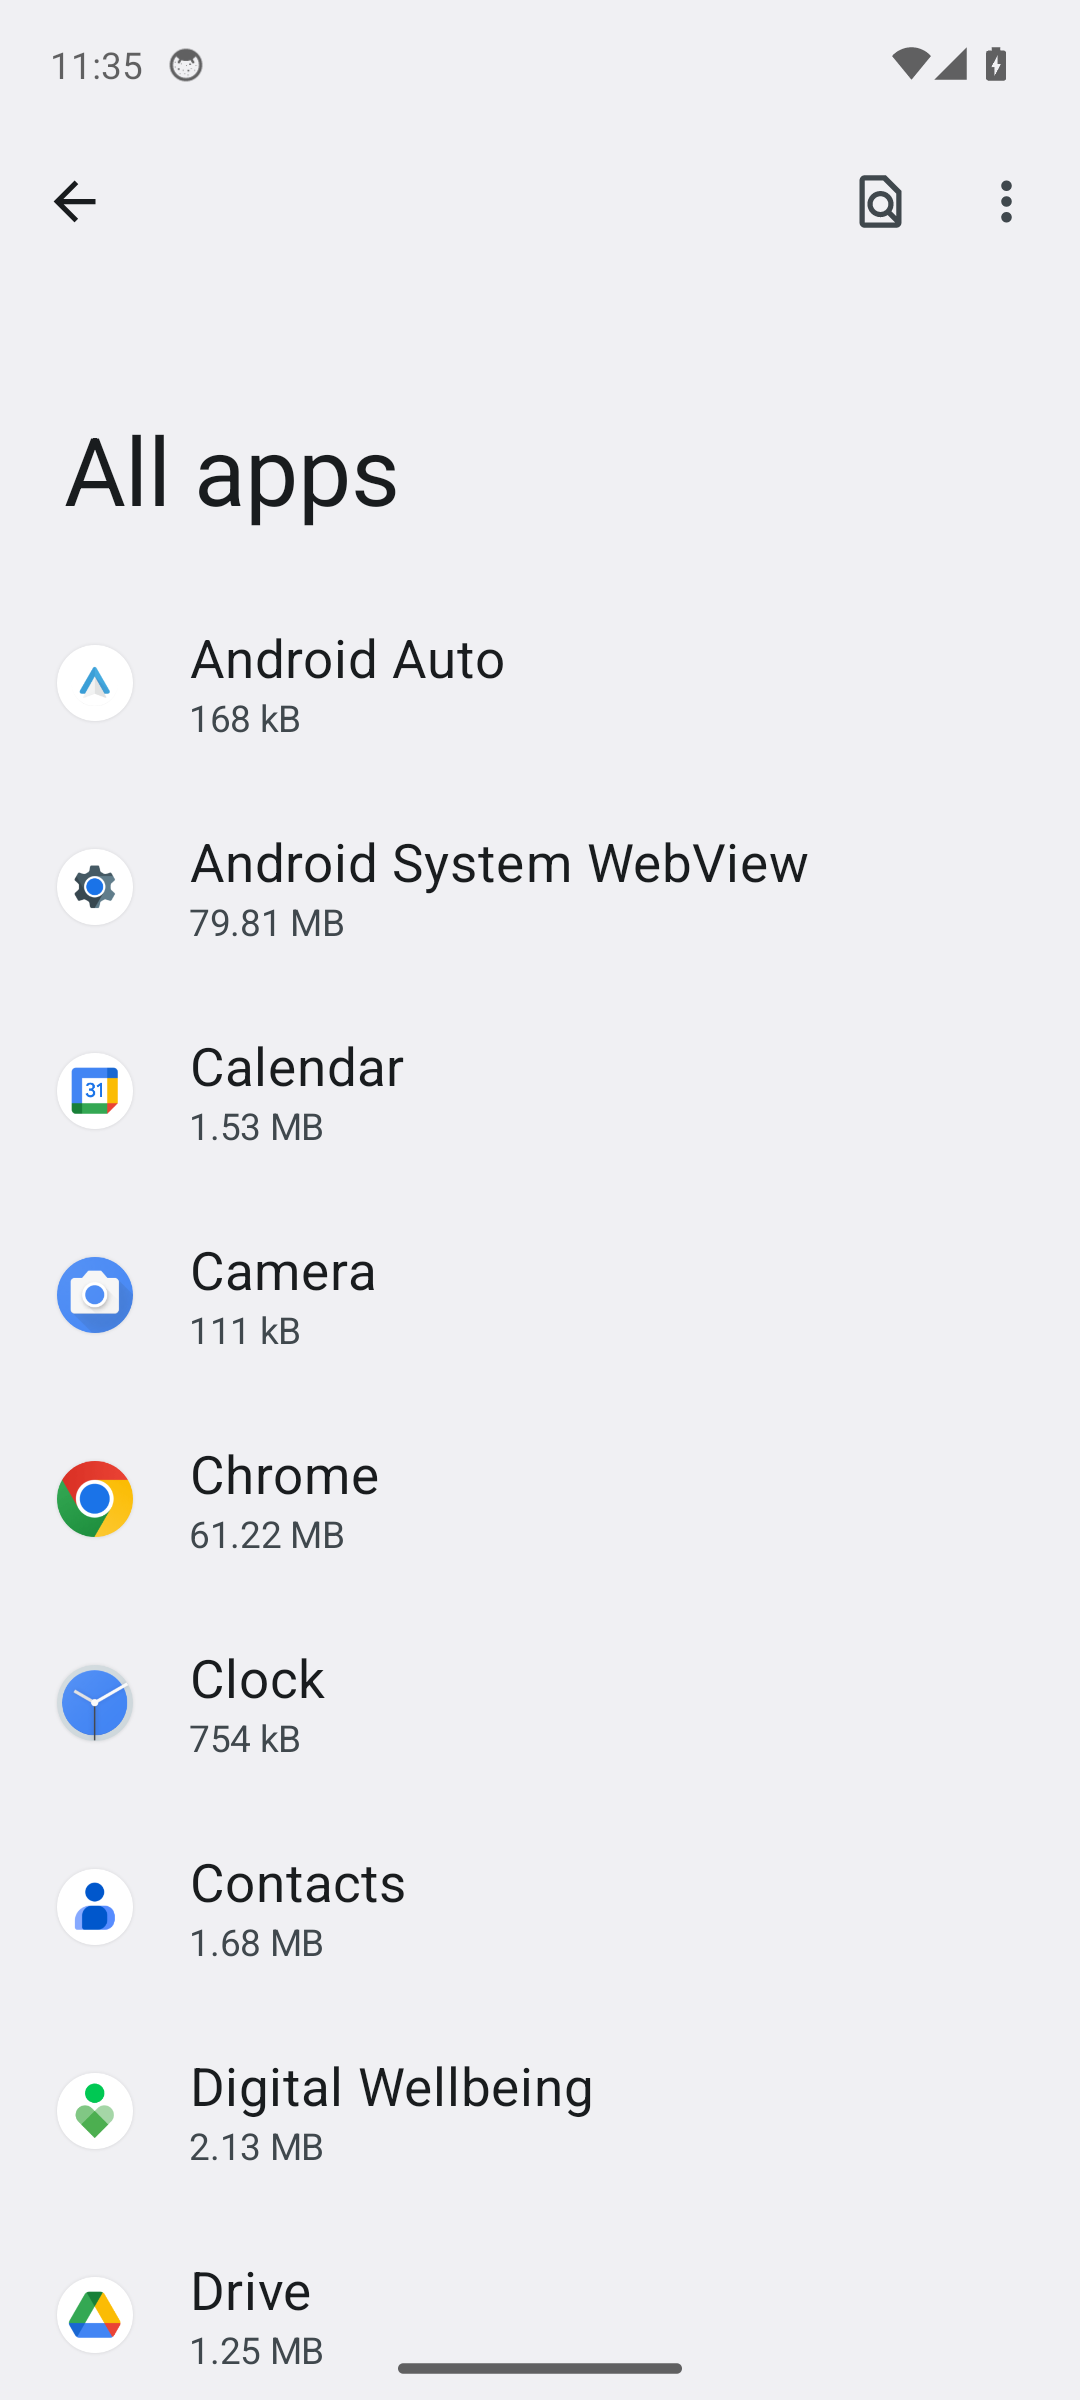 11:35
All apps
Android Auto
168 kB
Android System WebView
79.81 MB
31
Calendar
1.53 MB
Camera
111 kB
Chrome
61.22 MB
Clock
754 kB
Contacts
1.68 MB
Digital Wellbeing
2.13 MB
Drive
1.25 MB